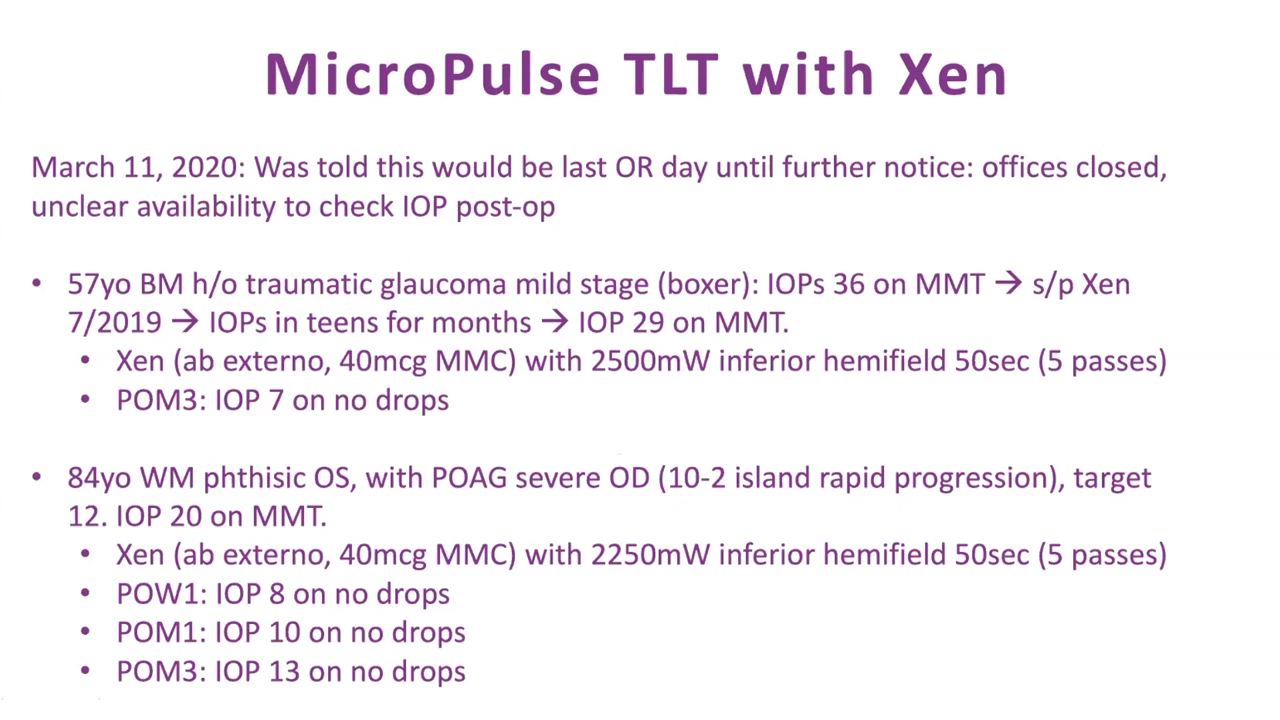 MicroPulse TLT with Xen
March 11, 2020: Was told this would be last OR day until further notice: offices closed,
unclear availability to check IOP post-op
• 57yo BM h/o traumatic glaucoma mild stage (boxer): IOPs 36 on MMT → s/p Xen
7/2019 → IOPs in teens for months → IOP 29 on MMT.
• Xen (ab externo, 40mcg MMC) with 2500mW inferior hemifield 50sec (5 passes)
• POM3: IOP 7 on no drops
• 84yo WM phthisic OS, with POAG severe OD (10-2 island rapid progression), target
12. IOP 20 on MMT.
• Xen (ab externo, 40mcg MMC) with 2250mW inferior hemifield 50sec (5 passes)
• POW1: IOP 8 on no drops
• POM1: IOP 10 on no drops
• POM3: IOP 13 on no drops